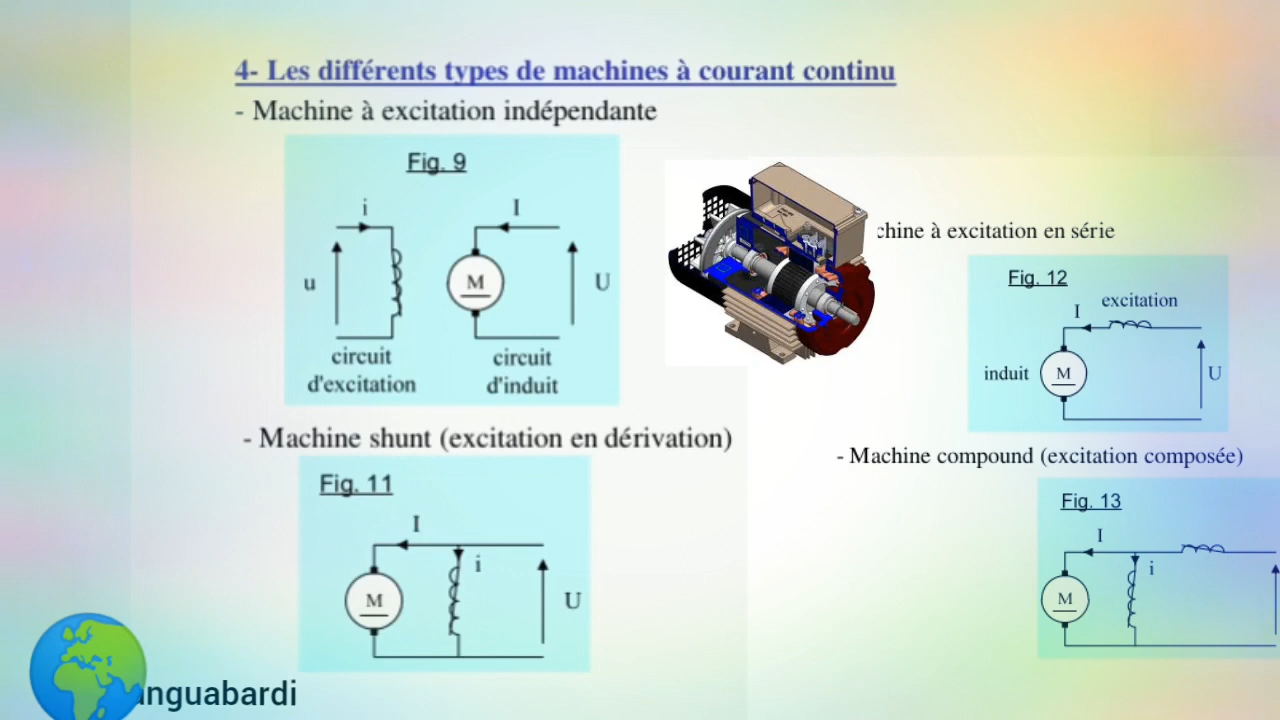 4- Les différents types de machines à courant continu
- Machine à excitation indépendante
Fig. 9
i
I
u
M
U
circuit d'excitation
circuit d'induit
chine à excitation en série
Fig. 12
excitation
I
induit
M
U
- Machine shunt (excitation en dérivation)
Fig. 11
I
i
M
U
- Machine compound (excitation composée)
Fig. 13
I
i
M
nguabardi